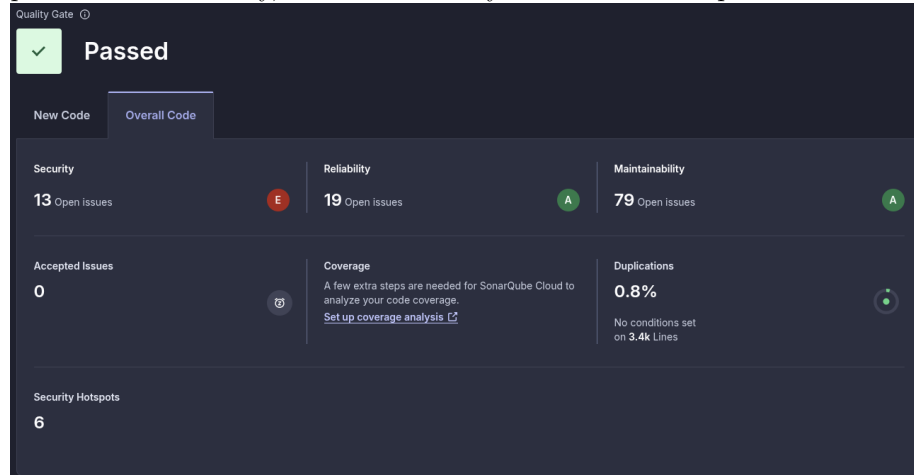 Quality Gate
Passed
New Code
Overall Code
Security
13 Open issues
E
Reliability
19 Open issues
A
Maintainability
79 Open issues
A
Accepted Issues
0
Coverage
A few extra steps are needed for SonarQube Cloud to
analyze your code coverage.
Set up coverage analysis
Duplications
0.8%
No conditions set
on 3.4k Lines
Security Hotspots
6